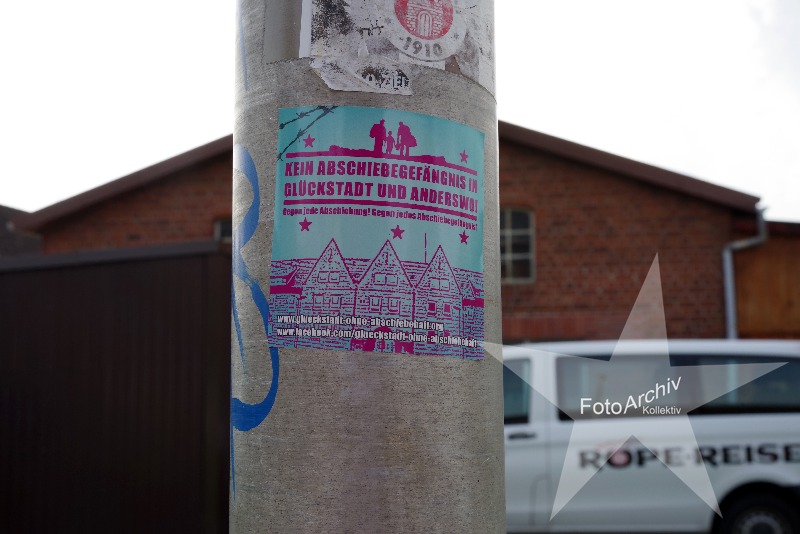 1910
KEIN ABSCHIEBEGEFÄNGNIS IN
GLÜCKSTADT UND ANDERSWO!
Gegen jede Abschiebung! Gegen jedes Abschiebegefängnis!
www.glueckstadt-ohne-abschiebehaft.org
www.facebook.com/glueckstadt-ohne-abschiebehaft
FotoArchiv
Kollektiv
ROPE-REISE